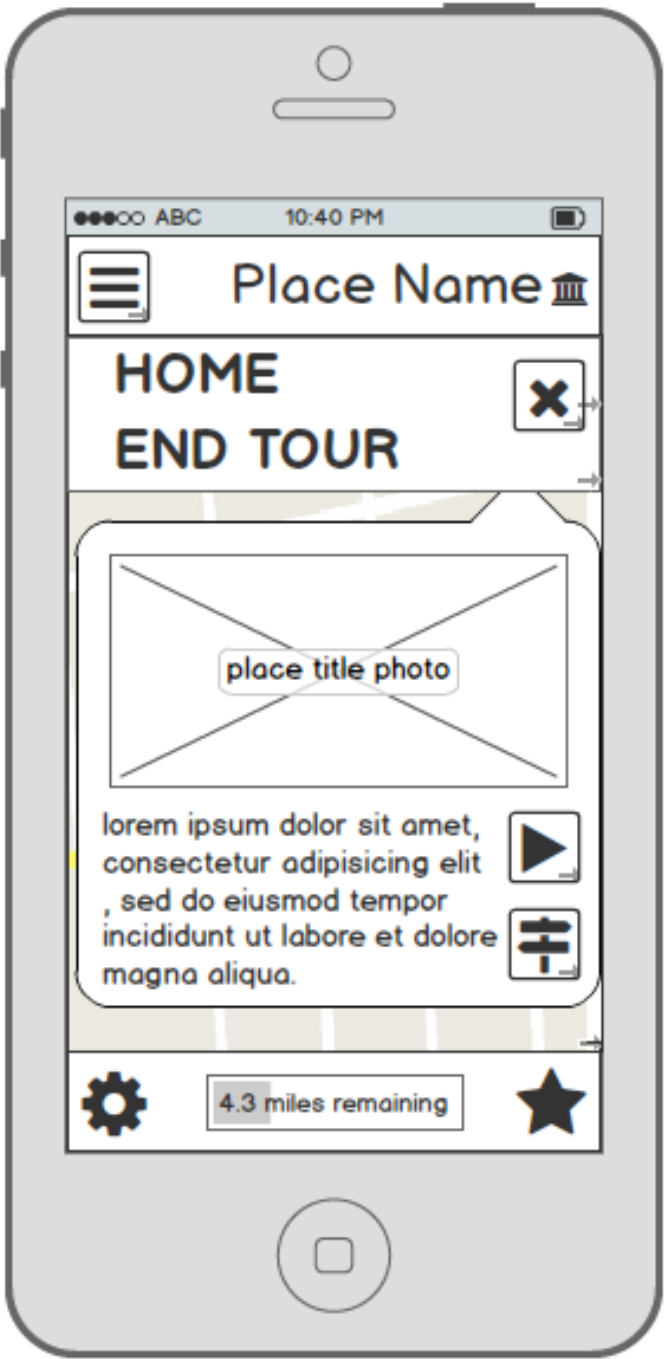 ABC 10:40 PM
Place Name
HOME
END TOUR
place title photo
lorem ipsum dolor sit amet,
consectetur adipisicing elit
, sed do eiusmod tempor
incididunt ut labore et dolore
magna aliqua.
4.3 miles remaining